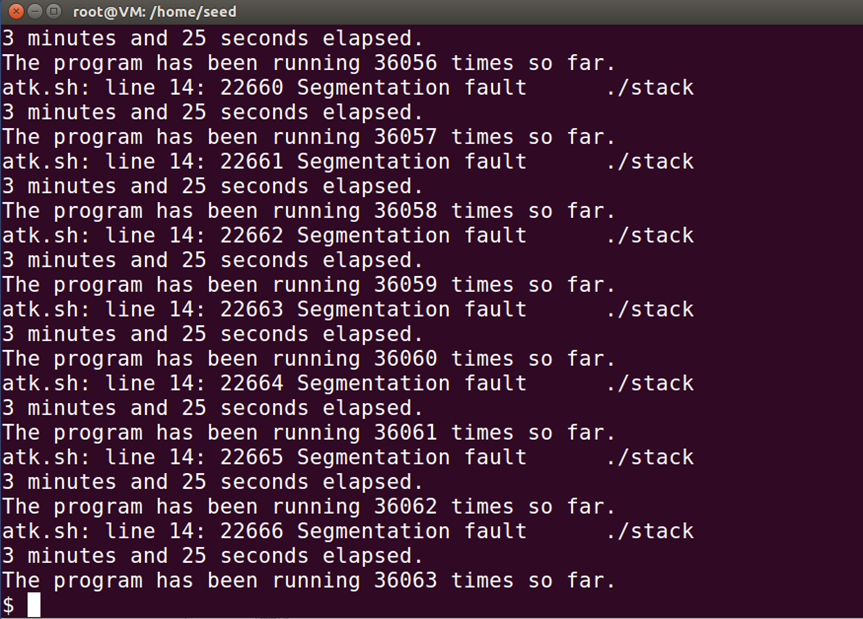 root@VM: /home/seed
3 minutes and 25 seconds elapsed.
The program has been running 36056 times so far.
atk.sh: line 14: 22660 Segmentation fault      ./stack
3 minutes and 25 seconds elapsed.
The program has been running 36057 times so far.
atk.sh: line 14: 22661 Segmentation fault      ./stack
3 minutes and 25 seconds elapsed.
The program has been running 36058 times so far.
atk.sh: line 14: 22662 Segmentation fault      ./stack
3 minutes and 25 seconds elapsed.
The program has been running 36059 times so far.
atk.sh: line 14: 22663 Segmentation fault      ./stack
3 minutes and 25 seconds elapsed.
The program has been running 36060 times so far.
atk.sh: line 14: 22664 Segmentation fault      ./stack
3 minutes and 25 seconds elapsed.
The program has been running 36061 times so far.
atk.sh: line 14: 22665 Segmentation fault      ./stack
3 minutes and 25 seconds elapsed.
The program has been running 36062 times so far.
atk.sh: line 14: 22666 Segmentation fault      ./stack
3 minutes and 25 seconds elapsed.
The program has been running 36063 times so far.
$